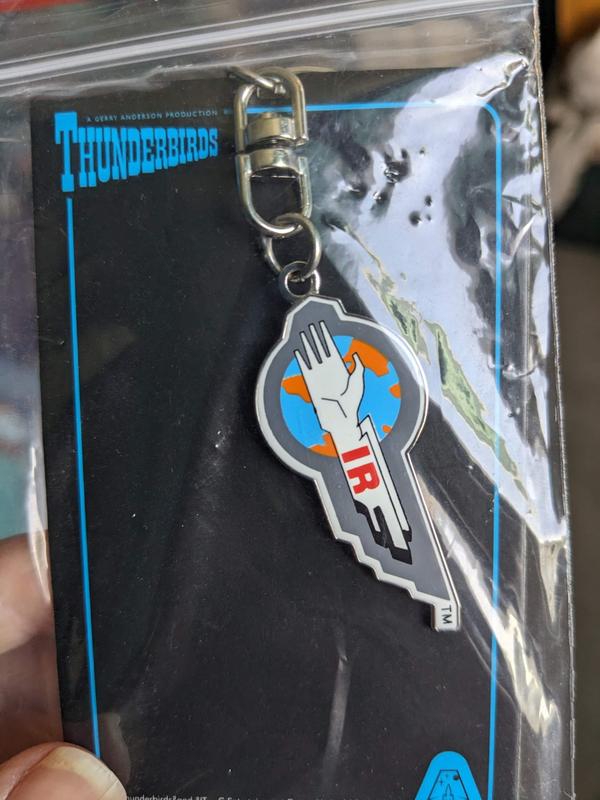 A GERRY ANDERSON PRODUCTION
THUNDERBIRDS
IR
TM